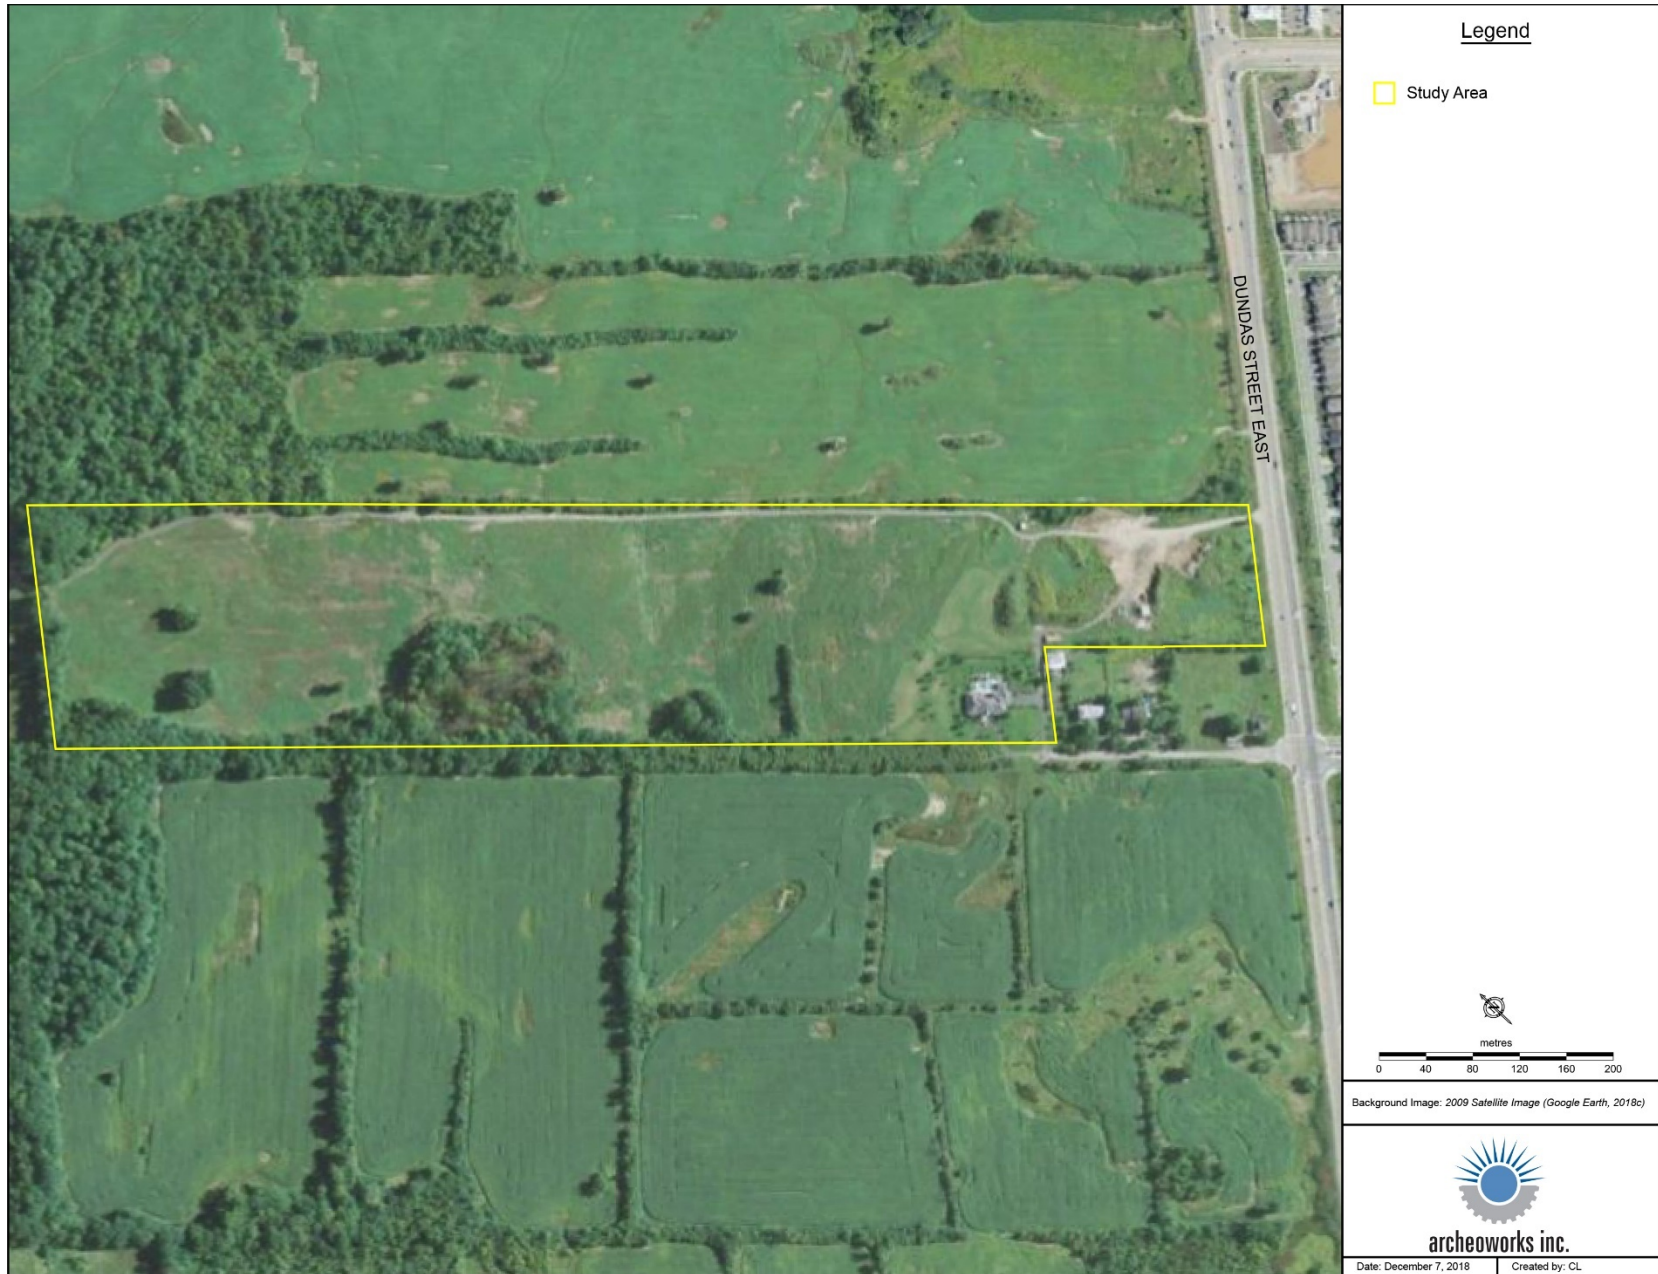 Legend
Study Area
DUNDAS STREET EAST
N
metres
0 40 80 120 160 200
Background Image: 2009 Satellite Image (Google Earth, 2018c)
archeoworks inc.
Date: December 7, 2018 Created by: CL